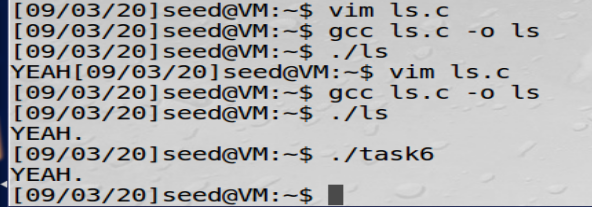 [09/03/20]seed@VM:~$ vim ls.c
[09/03/20]seed@VM:~$ gcc ls.c -o ls
[09/03/20]seed@VM:~$ ./ls
YEAH[09/03/20]seed@VM:~$ vim ls.c
[09/03/20]seed@VM:~$ gcc ls.c -o ls
[09/03/20]seed@VM:~$ ./ls
YEAH.
[09/03/20]seed@VM:~$ ./task6
YEAH.
[09/03/20]seed@VM:~$